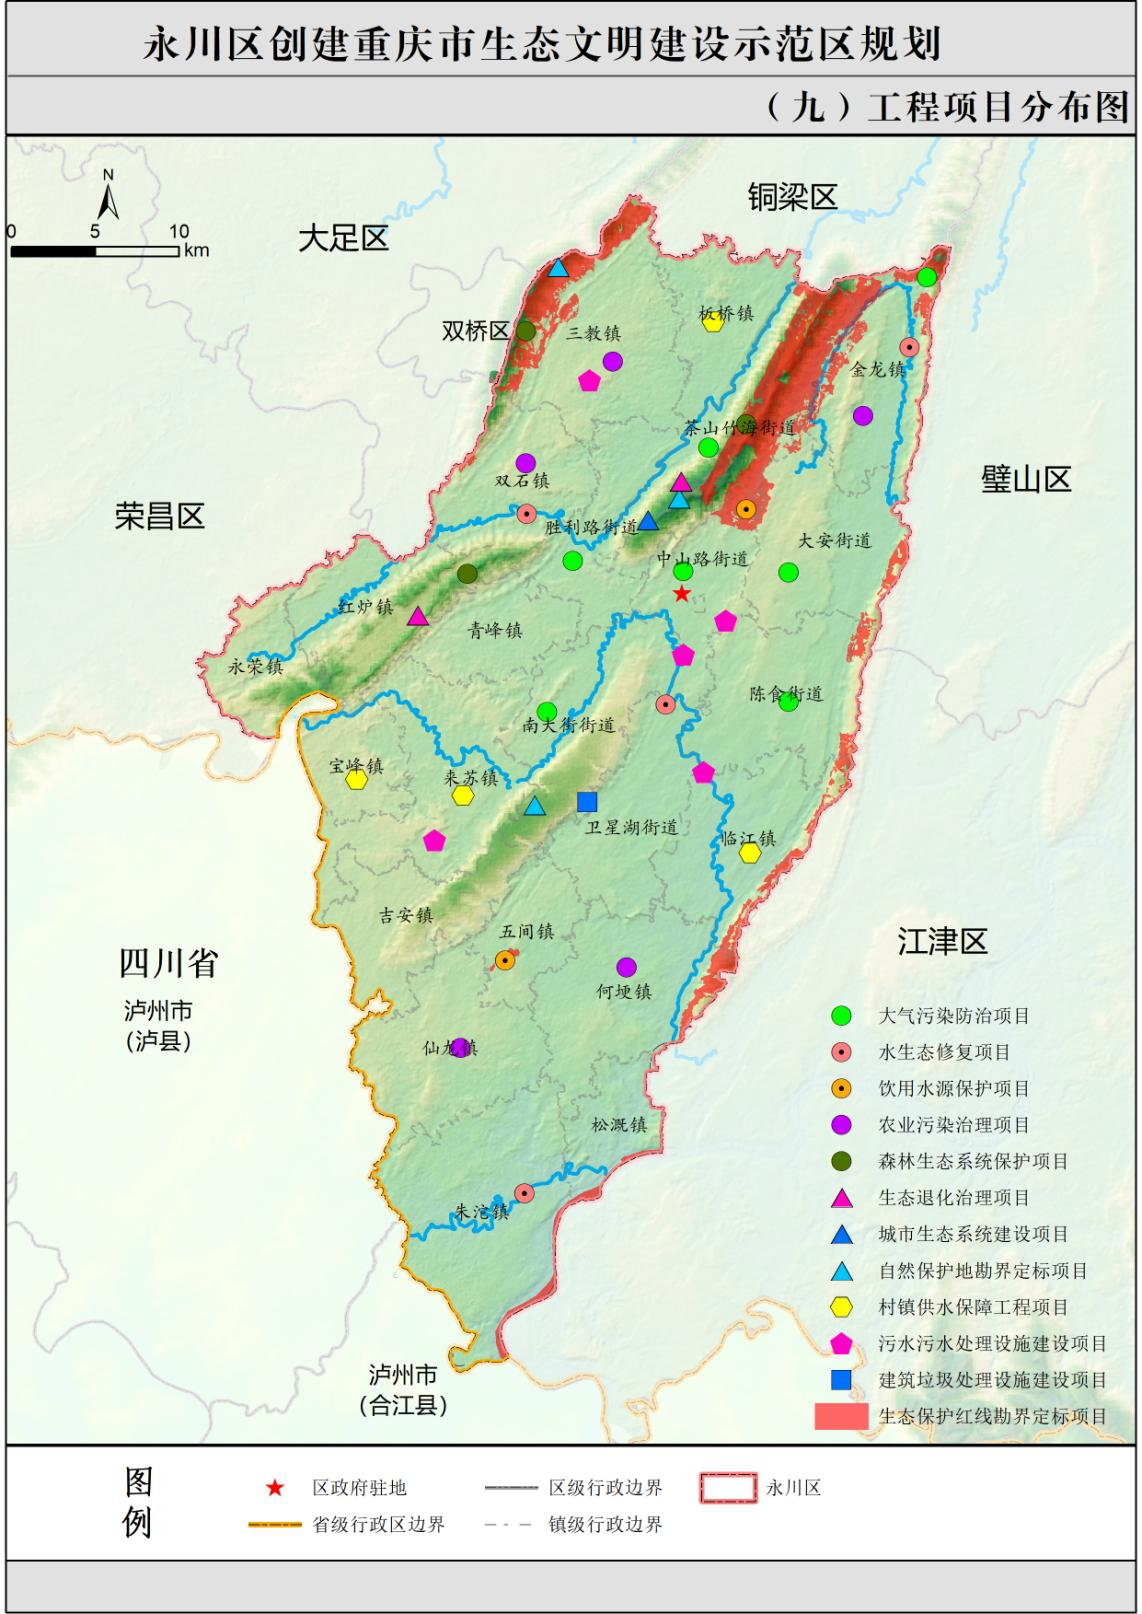 永川区创建重庆市生态文明建设示范区规划
（九）工程项目分布图
N
0 5 10
km
大足区
铜梁区
双桥区
三教镇
板桥镇
金龙镇
茶山竹海街道
双石镇
荣昌区
璧山区
胜利路街道
大安街道
中山路街道
红炉镇
青峰镇
永荣镇
陈食街道
南大街街道
宝峰镇
来苏镇
卫星湖街道
临江镇
吉安镇
五间镇
江津区
四川省
泸州市
（泸县）
何埂镇
仙龙镇
松溉镇
朱沱镇
泸州市
（合江县）
大气污染防治项目
水生态修复项目
饮用水源保护项目
农业污染治理项目
森林生态系统保护项目
生态退化治理项目
城市生态系统建设项目
自然保护地勘界定标项目
村镇供水保障工程项目
污水污水处理设施建设项目
建筑垃圾处理设施建设项目
生态保护红线勘界定标项目
图例
区政府驻地
区级行政边界
永川区
省级行政区边界
镇级行政边界